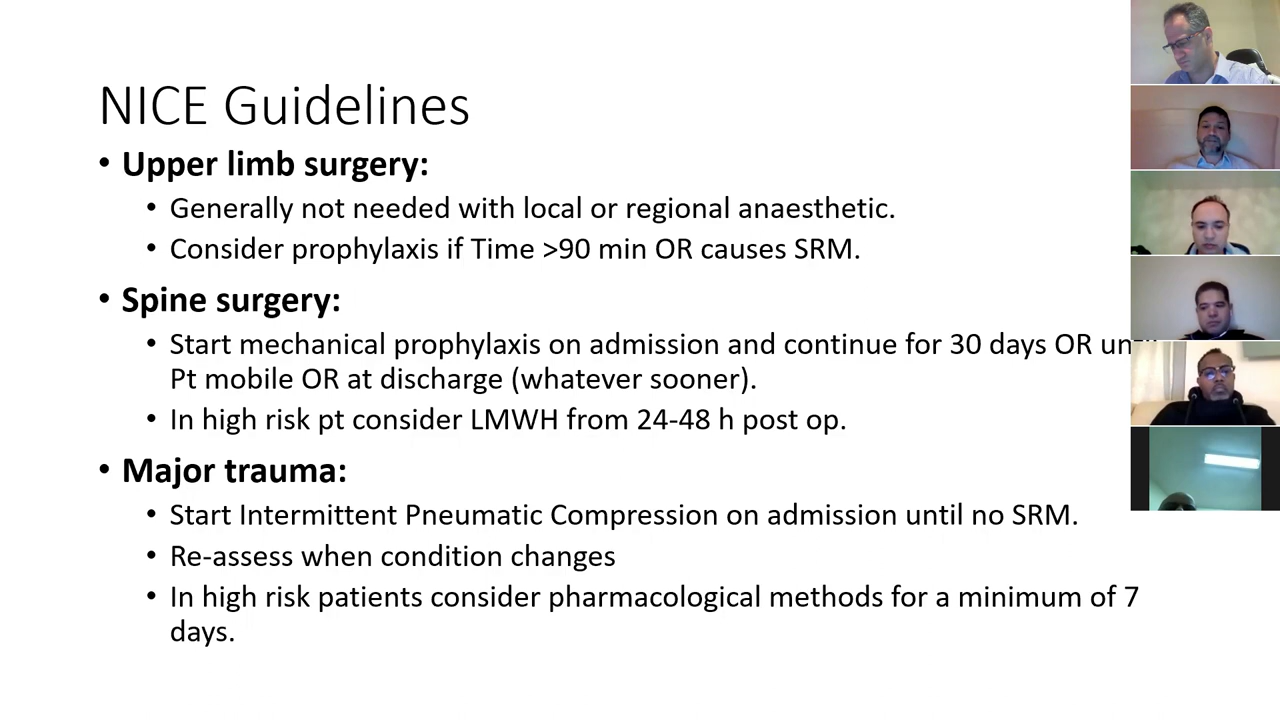 NICE Guidelines
• Upper limb surgery:
• Generally not needed with local or regional anaesthetic.
• Consider prophylaxis if Time >90 min OR causes SRM.
• Spine surgery:
• Start mechanical prophylaxis on admission and continue for 30 days OR until
Pt mobile OR at discharge (whatever sooner).
• In high risk pt consider LMWH from 24-48 h post op.
• Major trauma:
• Start Intermittent Pneumatic Compression on admission until no SRM.
• Re-assess when condition changes
• In high risk patients consider pharmacological methods for a minimum of 7
days.